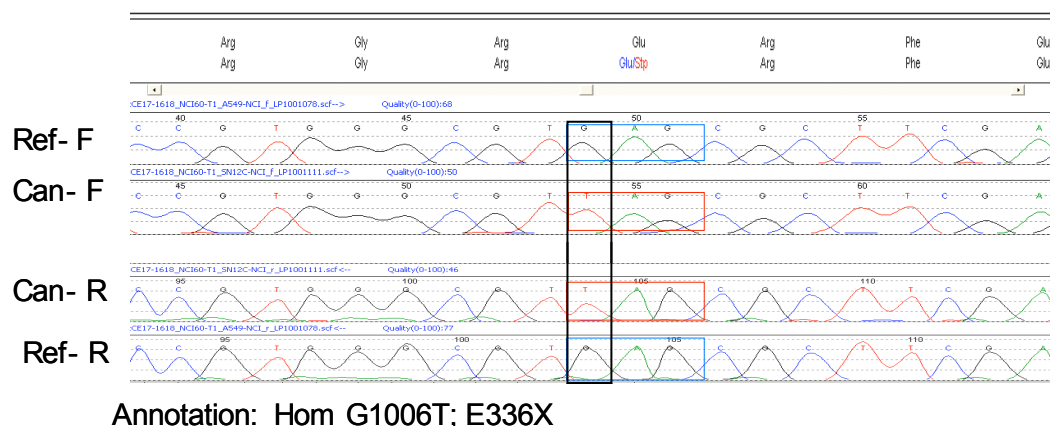 Arg Gly Arg Glu Arg Phe Glu
Arg Gly Arg Glu/Stp Arg Phe Glu
:CE17-1618_NCI60-T1_A549-NCI_f_LP1001078.scf--> Quality(0-100):68
40 45 50 55
Ref- F C C G T G G G C G T G A G C G C T T C G A
:CE17-1618_NCI60-T1_SN12C-NCI_f_LP1001111.scf--> Quality(0-100):50
45 50 55 60
Can- F C C G T G G G C G T T A G C G C T T C G A
:CE17-1618_NCI60-T1_SN12C-NCI_r_LP1001111.scf<-- Quality(0-100):46
95 100 105 110
Can- R C C G T G G G C G T T A G C G C T T C G A
:CE17-1618_NCI60-T1_A549-NCI_r_LP1001078.scf<-- Quality(0-100):77
95 100 105 110
Ref- R C C G T G G G C G T G A G C G C T T C G A
Annotation: Hom G1006T; E336X